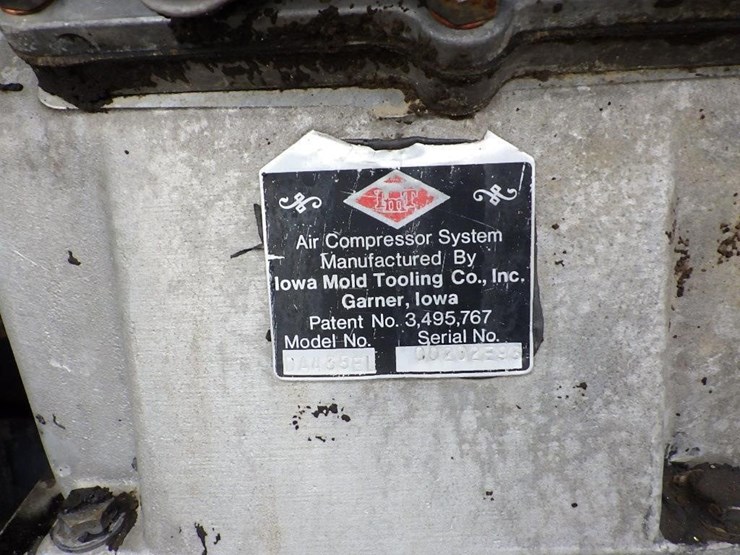 IMT
Air Compressor System
Manufactured By
Iowa Mold Tooling Co., Inc.
Garner, Iowa
Patent No. 3,495,767
Model No. Serial No.